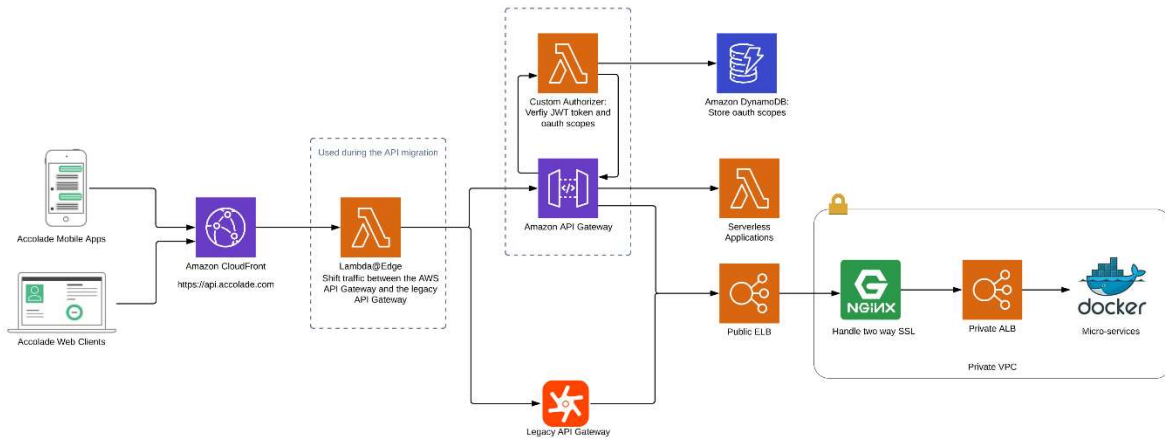 Custom Authorizer:
Verfiy JWT token and
oauth scopes
Amazon DynamoDB:
Store oauth scopes
Used during the API migration
Accolade Mobile Apps
Amazon CloudFront
https://api.accolade.com
Lambda@Edge
Shift traffic between the AWS
API Gateway and the legacy
API Gateway
Amazon API Gateway
Serverless
Applications
Accolade Web Clients
Public ELB
G
NGiNX
Handle two way SSL
Private ALB
docker
Micro-services
Private VPC
Legacy API Gateway